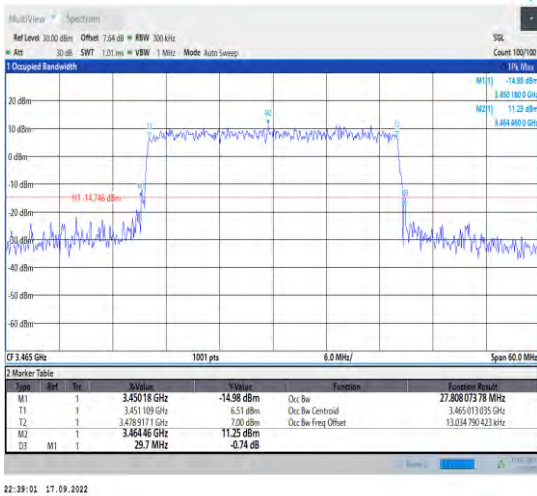 MultiView Spectrum
Ref Level 30.00 dBm Offset 7.64 dB RBW 300 kHz SGL
Att 30 dB SWT 1.01 ms VBW 1 MHz Mode Auto Sweep Count 100/100
1 Occupied Bandwidth 1Pk Max
M1[1] -14.98 dBm
3.450 180 0 GHz
M2[1] 11.25 dBm
3.464 460 0 GHz
20 dBm
M2
10 dBm
T1
T2
0 dBm
-10 dBm
M1
D3
H1 -14.746 dBm
-20 dBm
-30 dBm
-40 dBm
-50 dBm
-60 dBm
CF 3.465 GHz 1001 pts 6.0 MHz/ Span 60.0 MHz
2 Marker Table
Type Ref Trc X-Value Y-Value Function Function Result
M1 1 3.450 18 GHz -14.98 dBm Occ Bw 27.808 073 78 MHz
T1 1 3.451 109 GHz 6.51 dBm Occ Bw Centroid 3.465 013 035 GHz
T2 1 3.478 917 1 GHz 7.00 dBm Occ Bw Freq Offset 13.034 790 423 kHz
M2 1 3.464 46 GHz 11.25 dBm
D3 M1 1 29.7 MHz -0.74 dB
22:39:01 17.09.2022